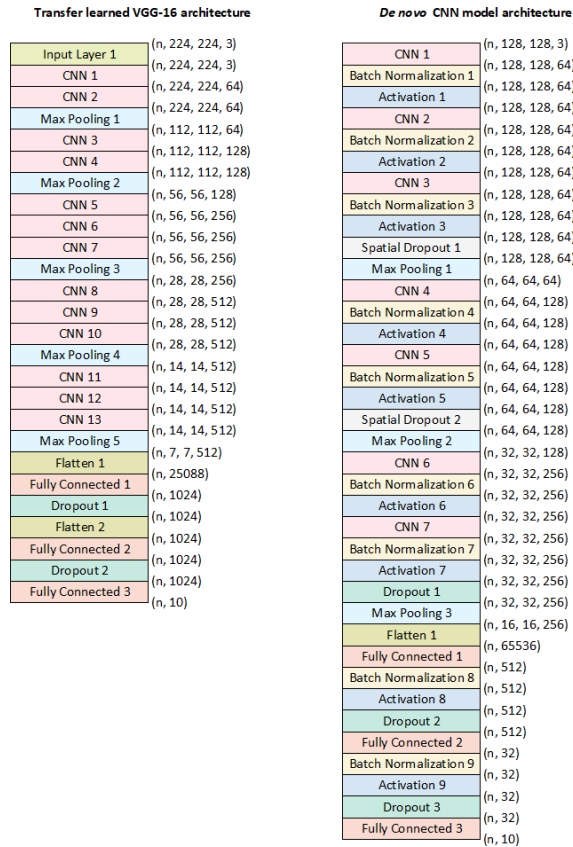 Transfer learned VGG-16 architecture
(n, 224, 224, 3)
Input Layer 1
(n, 224, 224, 3)
CNN 1
(n, 224, 224, 64)
CNN 2
(n, 224, 224, 64)
Max Pooling 1
(n, 112, 112, 64)
CNN 3
(n, 112, 112, 128)
CNN 4
(n, 112, 112, 128)
Max Pooling 2
(n, 56, 56, 128)
CNN 5
(n, 56, 56, 256)
CNN 6
(n, 56, 56, 256)
CNN 7
(n, 56, 56, 256)
Max Pooling 3
(n, 28, 28, 256)
CNN 8
(n, 28, 28, 512)
CNN 9
(n, 28, 28, 512)
CNN 10
(n, 28, 28, 512)
Max Pooling 4
(n, 14, 14, 512)
CNN 11
(n, 14, 14, 512)
CNN 12
(n, 14, 14, 512)
CNN 13
(n, 14, 14, 512)
Max Pooling 5
(n, 7, 7, 512)
Flatten 1
(n, 25088)
Fully Connected 1
(n, 1024)
Dropout 1
(n, 1024)
Flatten 2
(n, 1024)
Fully Connected 2
(n, 1024)
Dropout 2
(n, 1024)
Fully Connected 3
(n, 10)
De novo CNN model architecture
(n, 128, 128, 3)
CNN 1
(n, 128, 128, 64)
Batch Normalization 1
(n, 128, 128, 64)
Activation 1
(n, 128, 128, 64)
CNN 2
(n, 128, 128, 64)
Batch Normalization 2
(n, 128, 128, 64)
Activation 2
(n, 128, 128, 64)
CNN 3
(n, 128, 128, 64)
Batch Normalization 3
(n, 128, 128, 64)
Activation 3
(n, 128, 128, 64)
Spatial Dropout 1
(n, 128, 128, 64)
Max Pooling 1
(n, 64, 64, 64)
CNN 4
(n, 64, 64, 128)
Batch Normalization 4
(n, 64, 64, 128)
Activation 4
(n, 64, 64, 128)
CNN 5
(n, 64, 64, 128)
Batch Normalization 5
(n, 64, 64, 128)
Activation 5
(n, 64, 64, 128)
Spatial Dropout 2
(n, 64, 64, 128)
Max Pooling 2
(n, 32, 32, 128)
CNN 6
(n, 32, 32, 256)
Batch Normalization 6
(n, 32, 32, 256)
Activation 6
(n, 32, 32, 256)
CNN 7
(n, 32, 32, 256)
Batch Normalization 7
(n, 32, 32, 256)
Activation 7
(n, 32, 32, 256)
Dropout 1
(n, 32, 32, 256)
Max Pooling 3
(n, 16, 16, 256)
Flatten 1
(n, 65536)
Fully Connected 1
(n, 512)
Batch Normalization 8
(n, 512)
Activation 8
(n, 512)
Dropout 2
(n, 512)
Fully Connected 2
(n, 32)
Batch Normalization 9
(n, 32)
Activation 9
(n, 32)
Dropout 3
(n, 32)
Fully Connected 3
(n, 10)